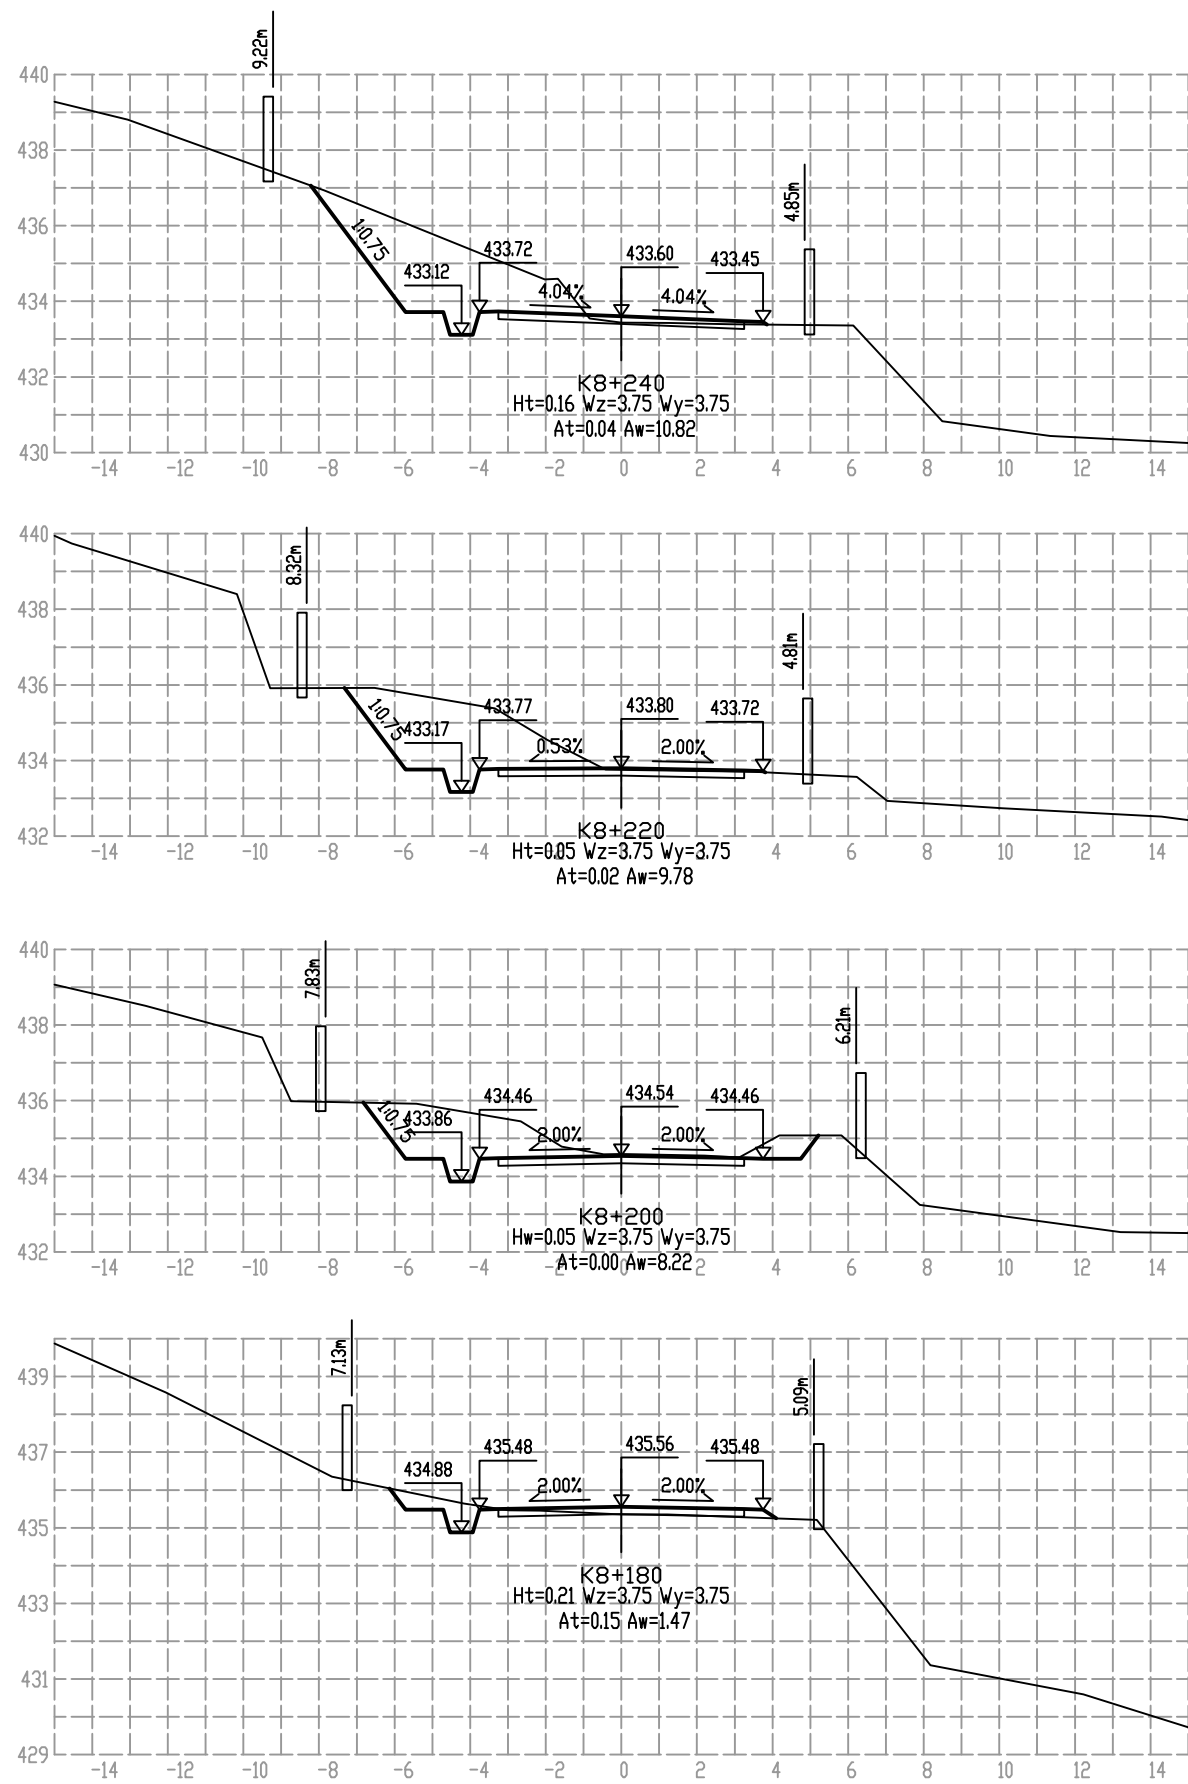 9.22m
440
438
4.85m
436
1:0.75
433.72
433.60
433.45
433.12
4.04%
4.04%
434
432
K8+240
Ht=0.16 Wz=3.75 Wy=3.75
At=0.04 Aw=10.82
430
-14 -12 -10 -8 -6 -4 -2 0 2 4 6 8 10 12 14
440
8.32m
438
4.81m
436
1:0.75
433.77
433.80
433.72
433.17
0.53%
2.00%
434
432
K8+220
Ht=0.05 Wz=3.75 Wy=3.75
-14 -12 -10 -8 -6 -4 -2 0 2 4 6 8 10 12 14
At=0.02 Aw=9.78
440
7.83m
438
6.21m
436
1:0.75
434.46
434.54
434.46
433.86
2.00%
2.00%
434
K8+200
Hw=0.05 Wz=3.75 Wy=3.75
432
At=0.00 Aw=8.22
-14 -12 -10 -8 -6 -4 -2 0 2 4 6 8 10 12 14
7.13m
439
5.09m
437
435.48
435.56
435.48
434.88
2.00%
2.00%
435
K8+180
Ht=0.21 Wz=3.75 Wy=3.75
433
At=0.15 Aw=1.47
431
429
-14 -12 -10 -8 -6 -4 -2 0 2 4 6 8 10 12 14